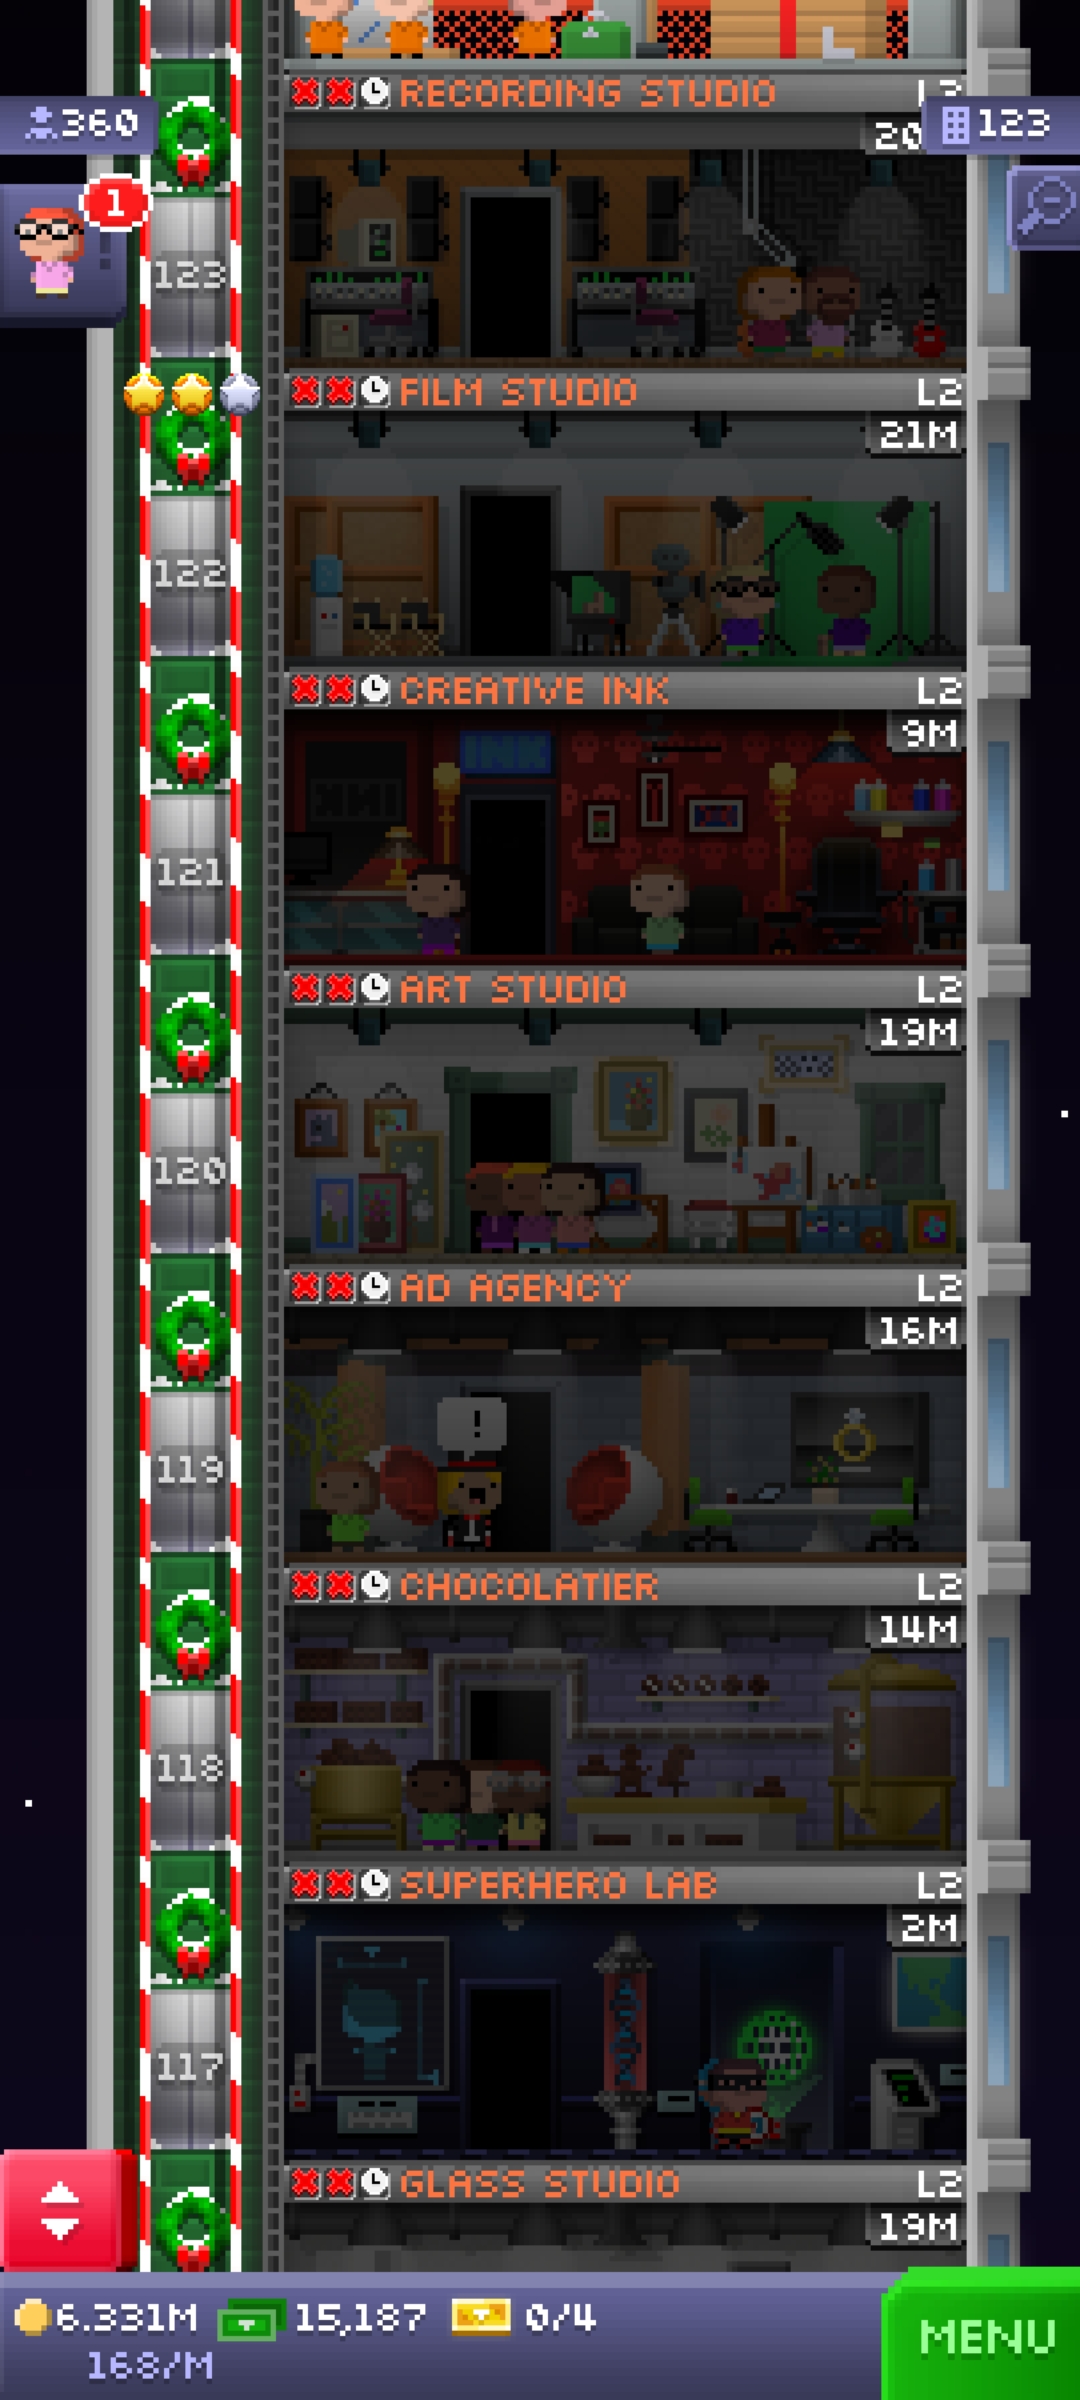 RECORDING STUDIO
360
20
123
1
123
FILM STUDIO L2
21M
122
CREATIVE INK L2
9M
INK
121
ART STUDIO L2
19M
120
AD AGENCY L2
16M
!
119
CHOCOLATIER L2
14M
118
SUPERHERO LAB L2
2M
117
GLASS STUDIO L2
19M
6.331M 15,187 0/4
168/M
MENU